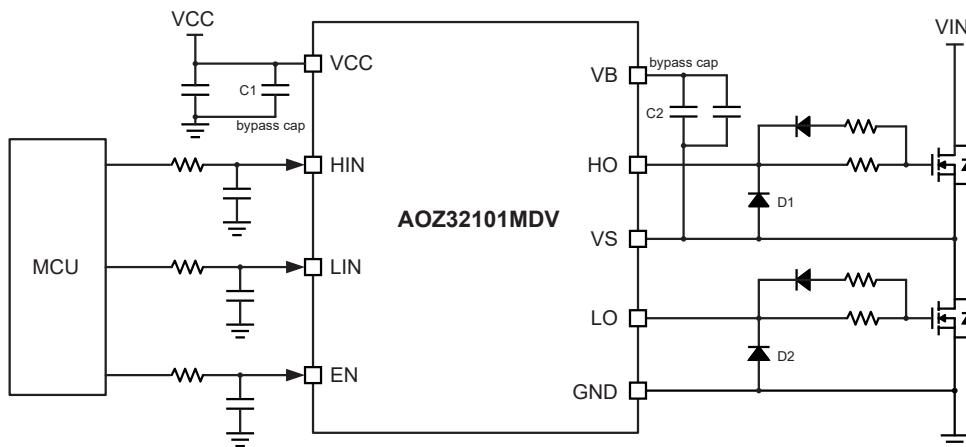 VCC
VIN
VCC
C1
bypass cap
VB
bypass cap
C2
HIN
HO
D1
AOZ32101MDV
VS
MCU
LIN
LO
D2
EN
GND